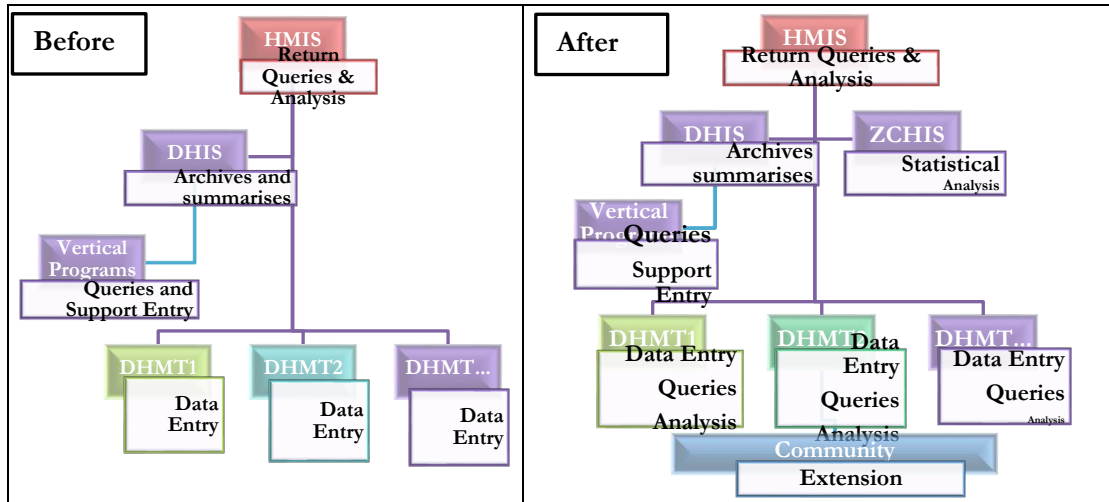 Before
HMIS
Return
Queries &
Analysis
DHIS
Archives and
summarises
Vertical
Programs
Queries and
Support Entry
DHMT1
Data
Entry
DHMT2
Data
Entry
DHMT...
Data
Entry
After
HMIS
Return Queries &
Analysis
DHIS
Archives
summarises
ZCHIS
Statistical
Analysis
Vertical
Queries
Support
Entry
DHMT1
Data Entry
Queries
Analysis
DHMT
Data
Entry
Queries
Analysis
DHMT...
Data Entry
Queries
Analysis
Community
Extension